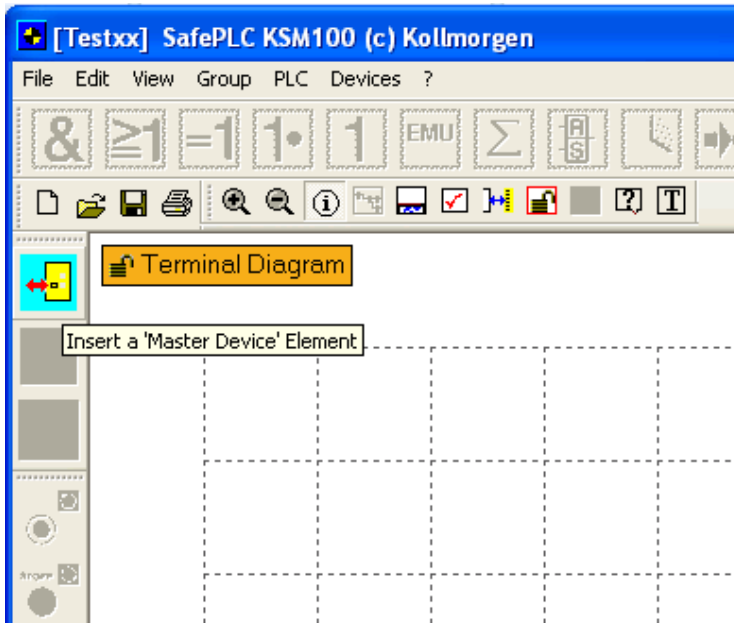 [Testxx] SafePLC KSM100 (c) Kollmorgen
File Edit View Group PLC Devices ?
& ≥1 =1 1• 1 EMU Σ A S
i ? T
Terminal Diagram
Insert a 'Master Device' Element